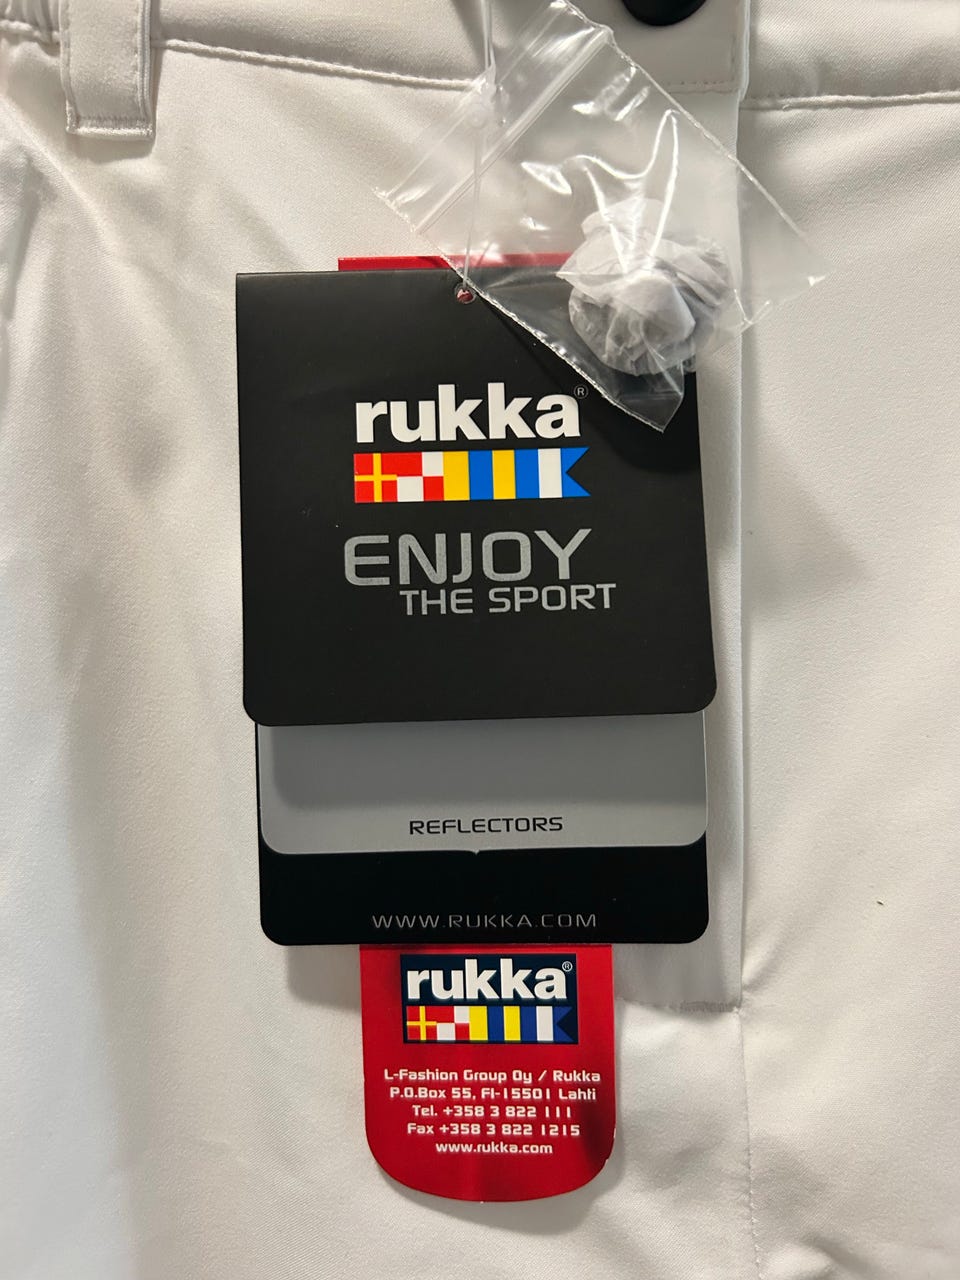 rukka®
ENJOY
THE SPORT
REFLECTORS
WWW.RUKKA.COM
rukka®
L-Fashion Group Oy / Rukka
P.O.Box 55, FI-15501 Lahti
Tel. +358 3 822 111
Fax +358 3 822 1215
www.rukka.com